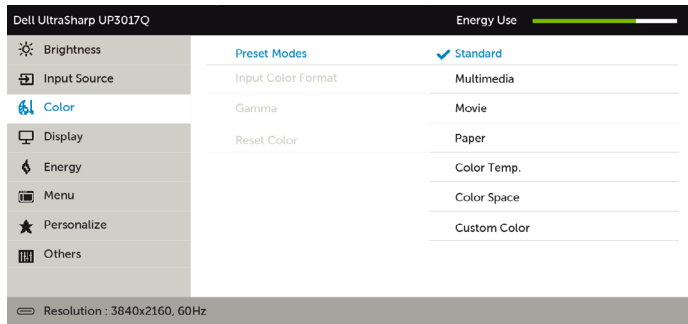 Dell UltraSharp UP3017Q Energy Use
Brightness Preset Modes Standard
Input Source Input Color Format Multimedia
Color Gamma Movie
Display Reset Color Paper
Energy Color Temp.
Menu Color Space
Personalize Custom Color
Others
Resolution : 3840x2160, 60Hz